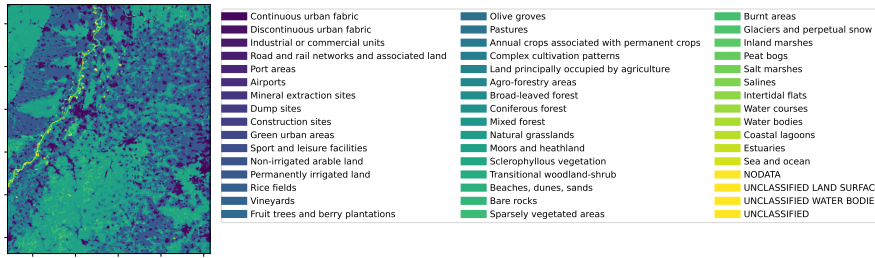 Continuous urban fabric
Discontinuous urban fabric
Industrial or commercial units
Road and rail networks and associated land
Port areas
Airports
Mineral extraction sites
Dump sites
Construction sites
Green urban areas
Sport and leisure facilities
Non-irrigated arable land
Permanently irrigated land
Rice fields
Vineyards
Fruit trees and berry plantations
Olive groves
Pastures
Annual crops associated with permanent crops
Complex cultivation patterns
Land principally occupied by agriculture
Agro-forestry areas
Broad-leaved forest
Coniferous forest
Mixed forest
Natural grasslands
Moors and heathland
Sclerophyllous vegetation
Transitional woodland-shrub
Beaches, dunes, sands
Bare rocks
Sparsely vegetated areas
Burnt areas
Glaciers and perpetual snow
Inland marshes
Peat bogs
Salt marshes
Salines
Intertidal flats
Water courses
Water bodies
Coastal lagoons
Estuaries
Sea and ocean
NODATA
UNCLASSIFIED LAND SURFAC
UNCLASSIFIED WATER BODIE
UNCLASSIFIED